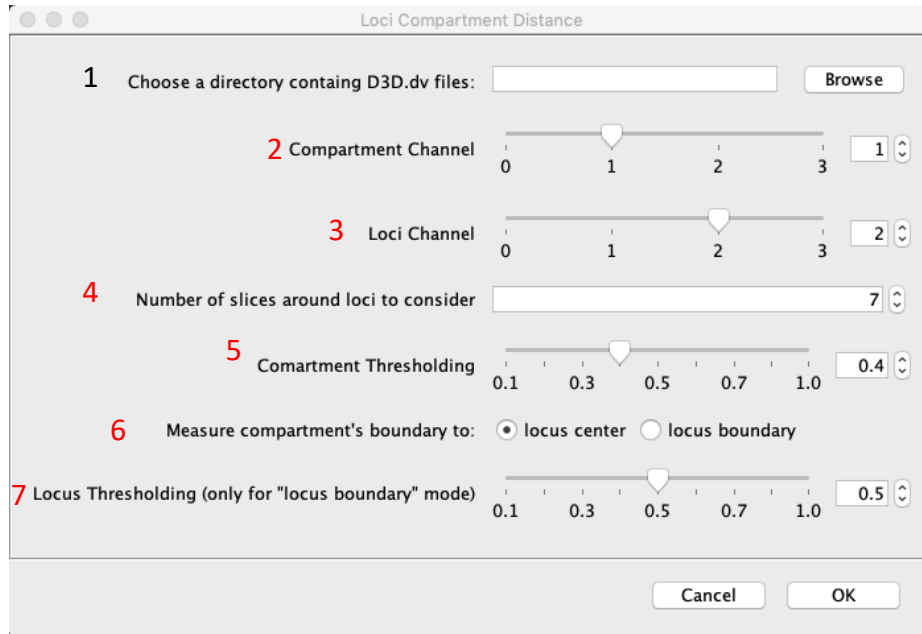 Loci Compartment Distance
1 Choose a directory containg D3D.dv files: Browse
2 Compartment Channel 1
0 1 2 3
3 Loci Channel 2
0 1 2 3
4 Number of slices around loci to consider 7
5 Comartment Thresholding 0.4
0.1 0.3 0.5 0.7 1.0
6 Measure compartment's boundary to: locus center locus boundary
7 Locus Thresholding (only for "locus boundary" mode) 0.5
0.1 0.3 0.5 0.7 1.0
Cancel OK